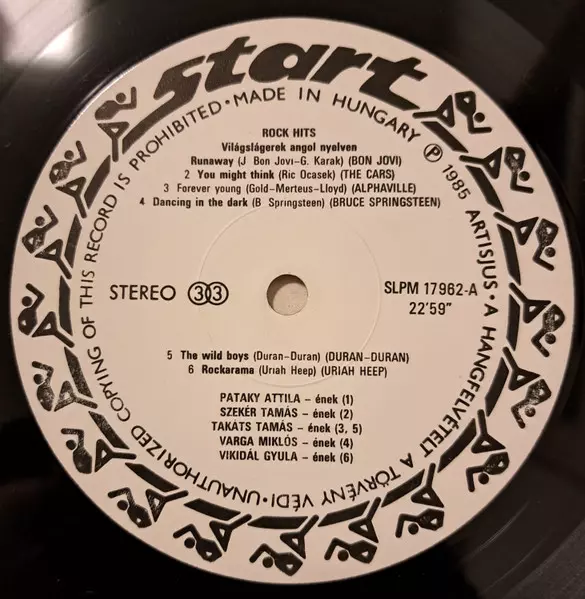 start
UNAUTHORIZED COPYING OF THIS RECORD IS PROHIBITED • MADE IN HUNGARY Ⓟ 1985 ARTISJUS • A HANGFELVÉTELT A TÖRVÉNY VÉDI •
ROCK HITS
Világslágerek angol nyelven
Runaway (J Bon Jovi-G. Karak) (BON JOVI)
2 You might think (Ric Ocasek) (THE CARS)
3 Forever young (Gold-Merteus-Lloyd) (ALPHAVILLE)
4 Dancing in the dark (B Springsteen) (BRUCE SPRINGSTEEN)
STEREO 33
SLPM 17962-A
22'59"
5 The wild boys (Duran-Duran) (DURAN-DURAN)
6 Rockarama (Uriah Heep) (URIAH HEEP)
PATAKY ATTILA – ének (1)
SZEKÉR TAMÁS – ének (2)
TAKÁTS TAMÁS – ének (3, 5)
VARGA MIKLÓS – ének (4)
VIKIDÁL GYULA – ének (6)